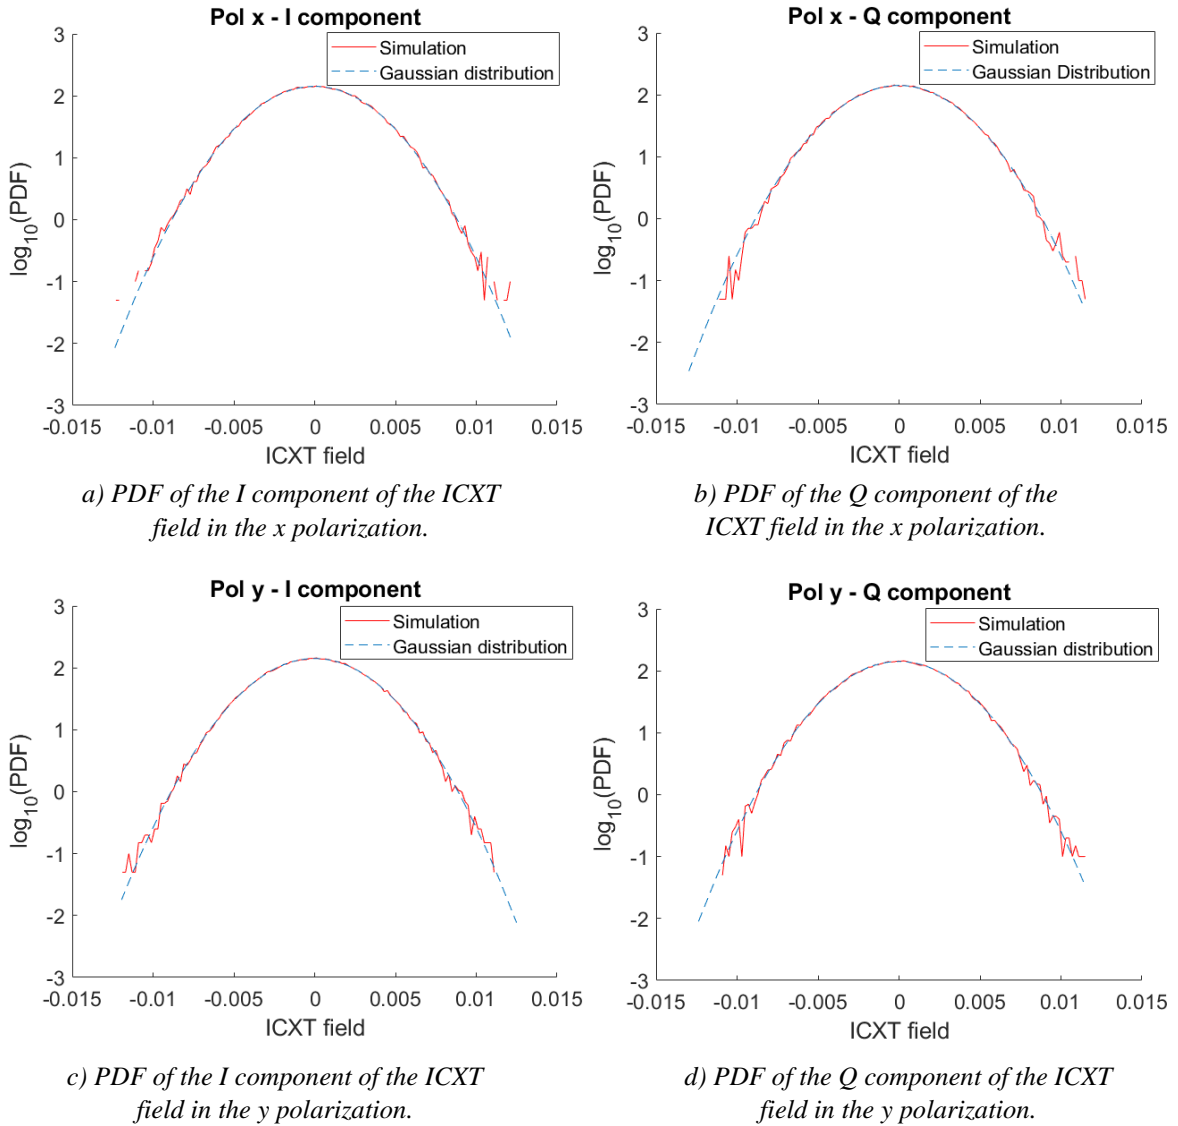 Pol x - I component
Simulation
Gaussian distribution
3
2
1
0
-1
-2
-3
log10(PDF)
-0.015 -0.01 -0.005 0 0.005 0.01 0.015
ICXT field
a) PDF of the I component of the ICXT
field in the x polarization.
Pol x - Q component
Simulation
Gaussian Distribution
3
2
1
0
-1
-2
-3
log10(PDF)
-0.015 -0.01 -0.005 0 0.005 0.01 0.015
ICXT field
b) PDF of the Q component of the
ICXT field in the x polarization.
Pol y - I component
Simulation
Gaussian distribution
3
2
1
0
-1
-2
-3
log10(PDF)
-0.015 -0.01 -0.005 0 0.005 0.01 0.015
ICXT field
c) PDF of the I component of the ICXT
field in the y polarization.
Pol y - Q component
Simulation
Gaussian distribution
3
2
1
0
-1
-2
-3
log10(PDF)
-0.015 -0.01 -0.005 0 0.005 0.01 0.015
ICXT field
d) PDF of the Q component of the ICXT
field in the y polarization.